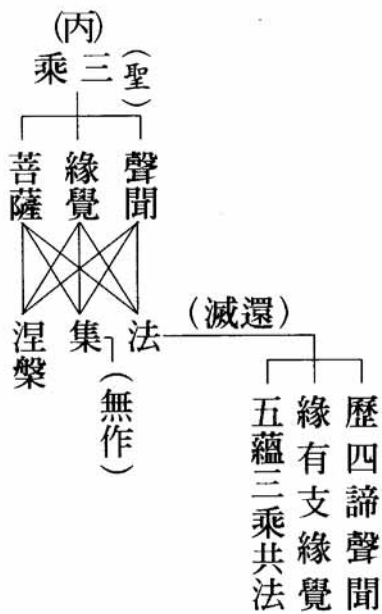 (丙)
三乘
(聖)
聲聞
緣覺
菩薩
法
集
涅槃
(無作)
(滅還)
歷四諦聲聞
緣有支緣覺
五蘊三乘共法